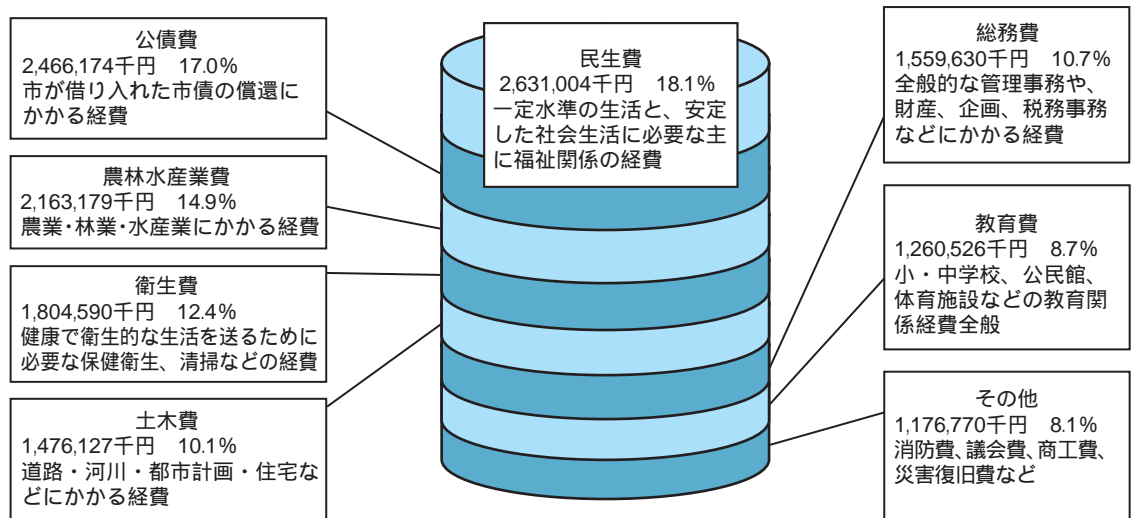 公債費
2,466,174千円　17.0%
市が借り入れた市債の償還に
かかる経費
農林水産業費
2,163,179千円　14.9%
農業・林業・水産業にかかる経費
衛生費
1,804,590千円　12.4%
健康で衛生的な生活を送るために
必要な保健衛生、清掃などの経費
土木費
1,476,127千円　10.1%
道路・河川・都市計画・住宅な
どにかかる経費
民生費
2,631,004千円　18.1%
一定水準の生活と、安定
した社会生活に必要な主
に福祉関係の経費
総務費
1,559,630千円　10.7%
全般的な管理事務や、
財産、企画、税務事務
などにかかる経費
教育費
1,260,526千円　8.7%
小・中学校、公民館、
体育施設などの教育関
係経費全般
その他
1,176,770千円　8.1%
消防費、議会費、商工費、
災害復旧費など